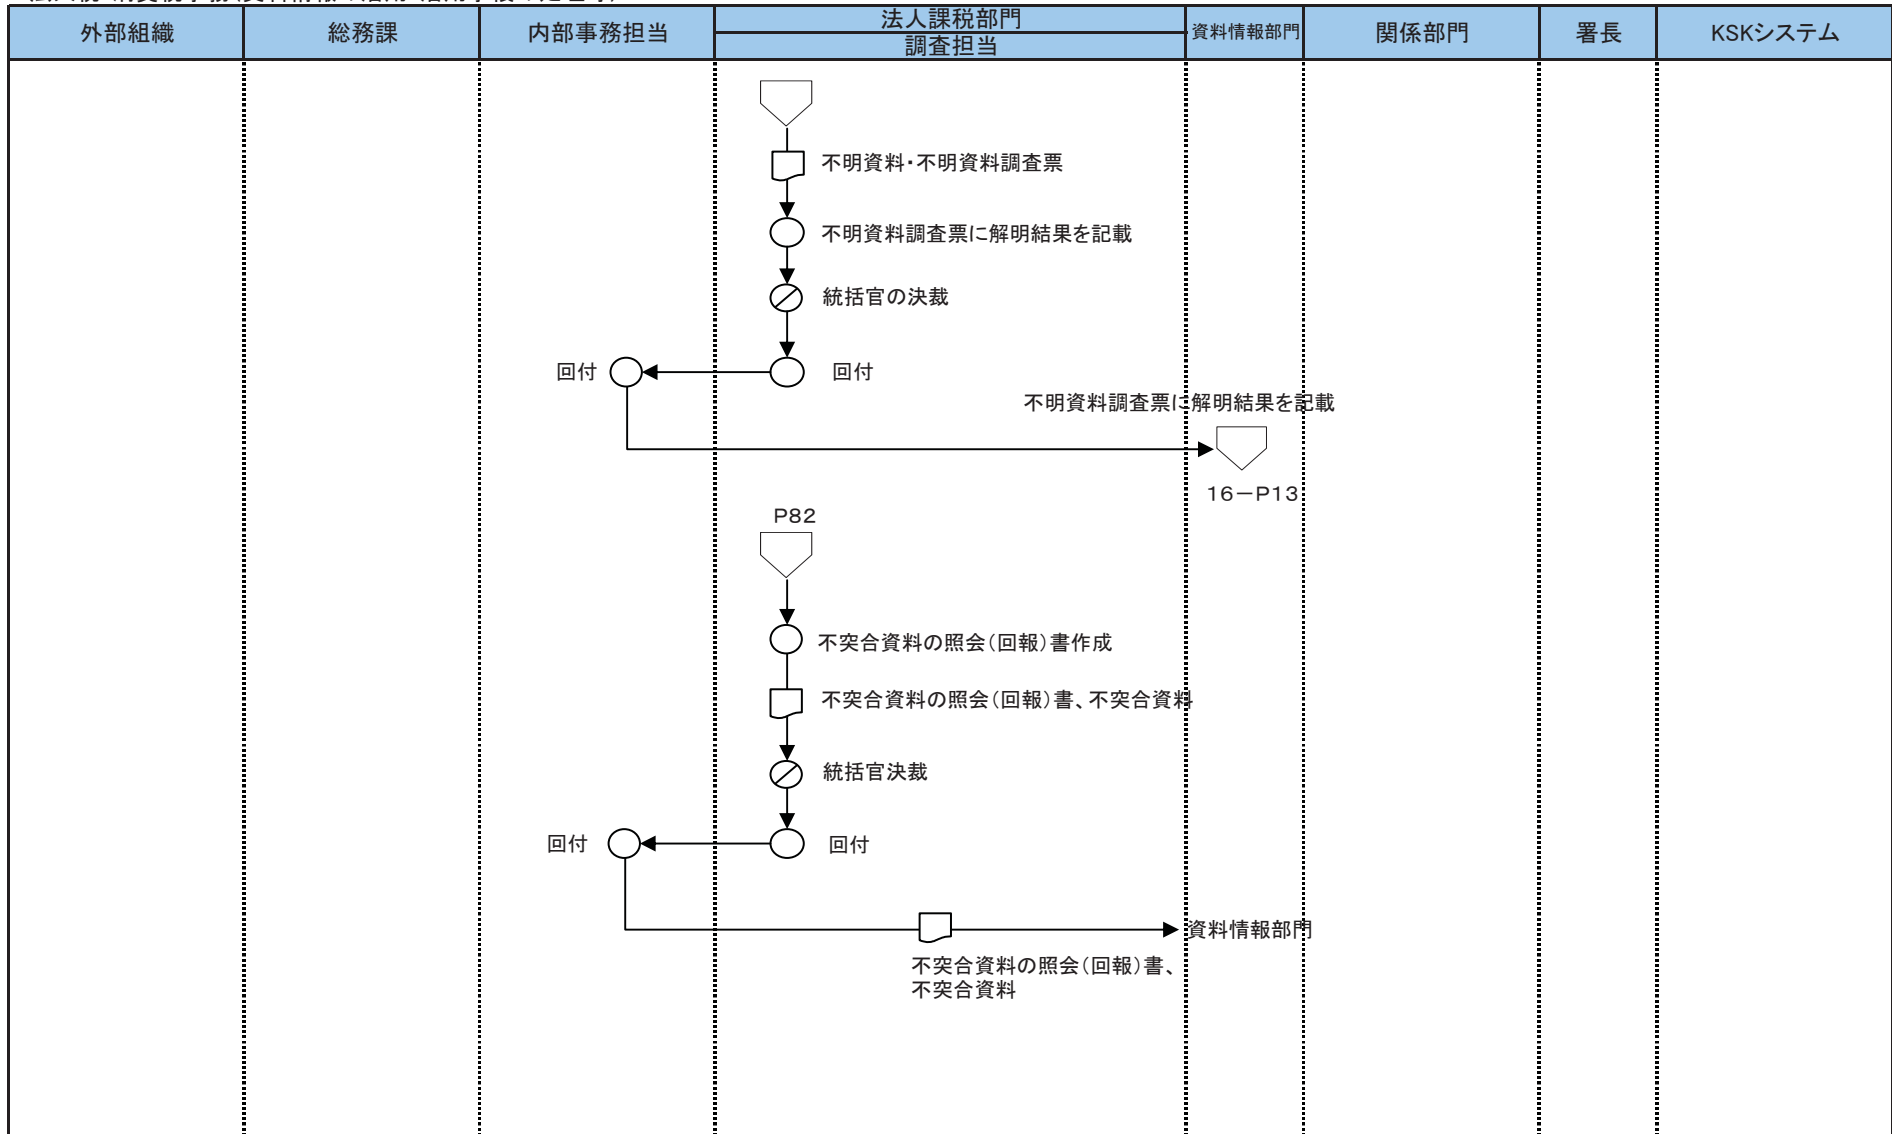 外部組織
総務課
内部事務担当
法人課税部門
調査担当
資料情報部門
関係部門
署長
KSKシステム
不明資料・不明資料調査票
不明資料調査票に解明結果を記載
統括官の決裁
回付
回付
不明資料調査票に解明結果を記載
16－P13
P82
不突合資料の照会（回報）書作成
不突合資料の照会（回報）書、不突合資料
統括官決裁
回付
回付
資料情報部門
不突合資料の照会（回報）書、
不突合資料